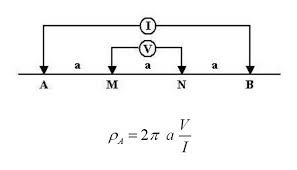 I
V
a a a
A M N B
ρA = 2π a V/I